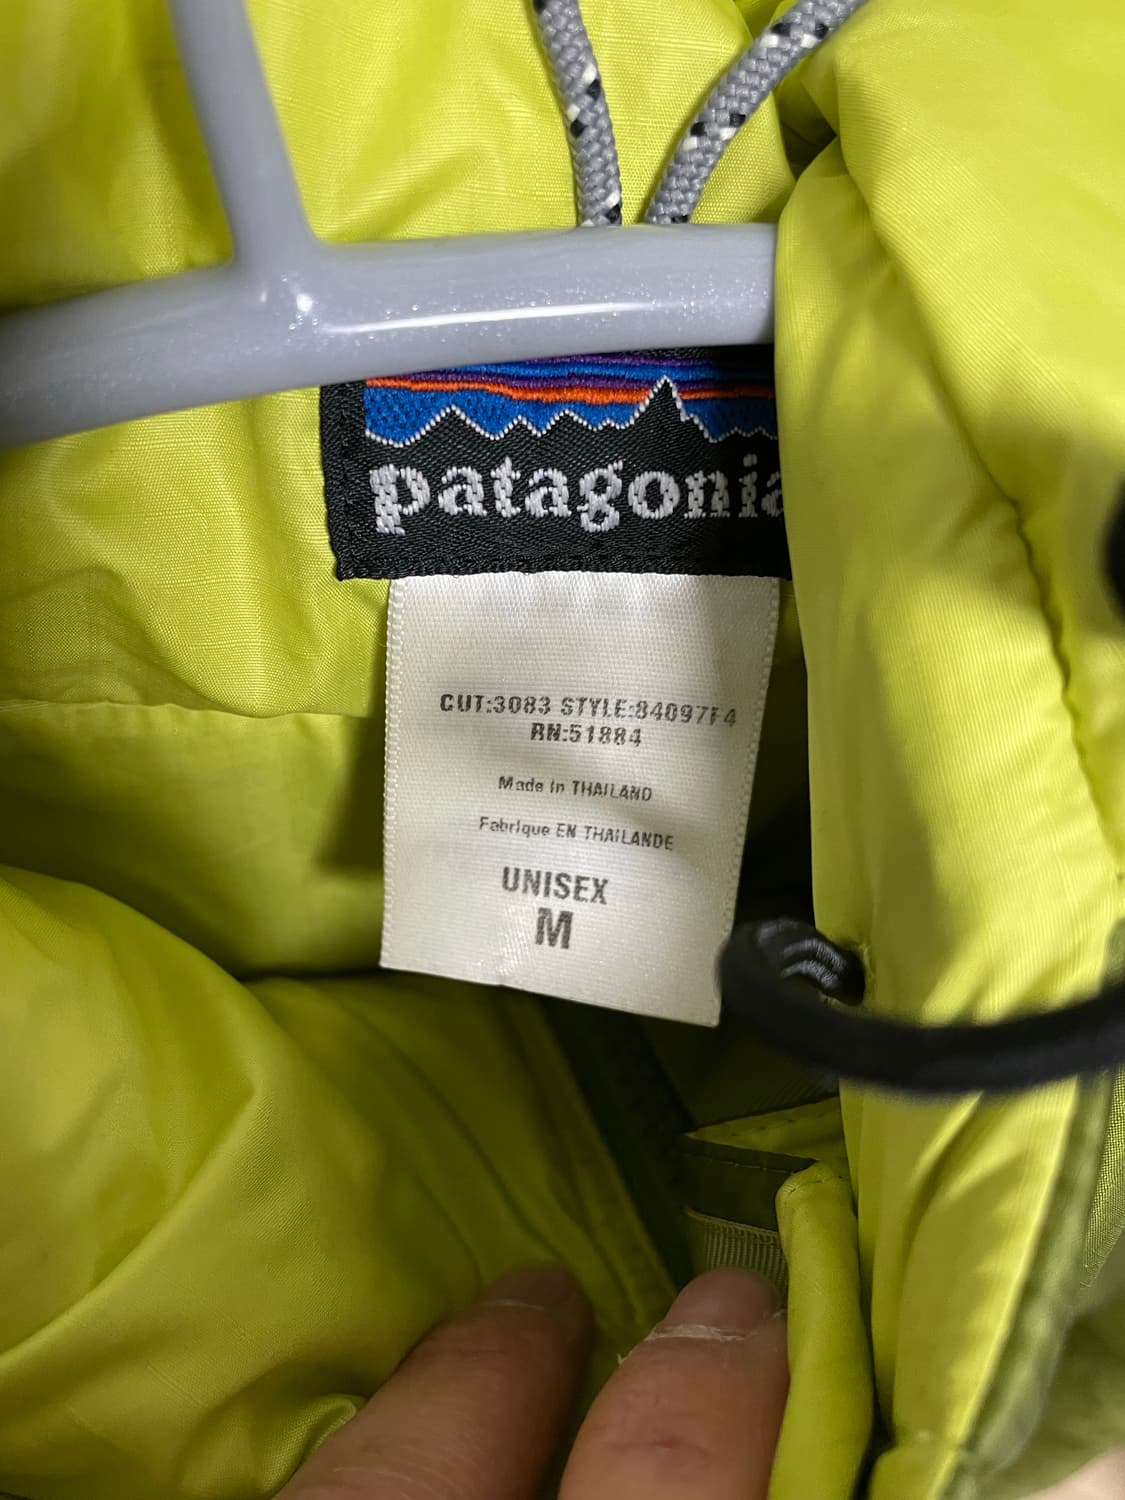 patagonia
CUT:3083 STYLE:84097F4
RN:51884
Made in THAILAND
Fabrique EN THAILANDE
UNISEX
M